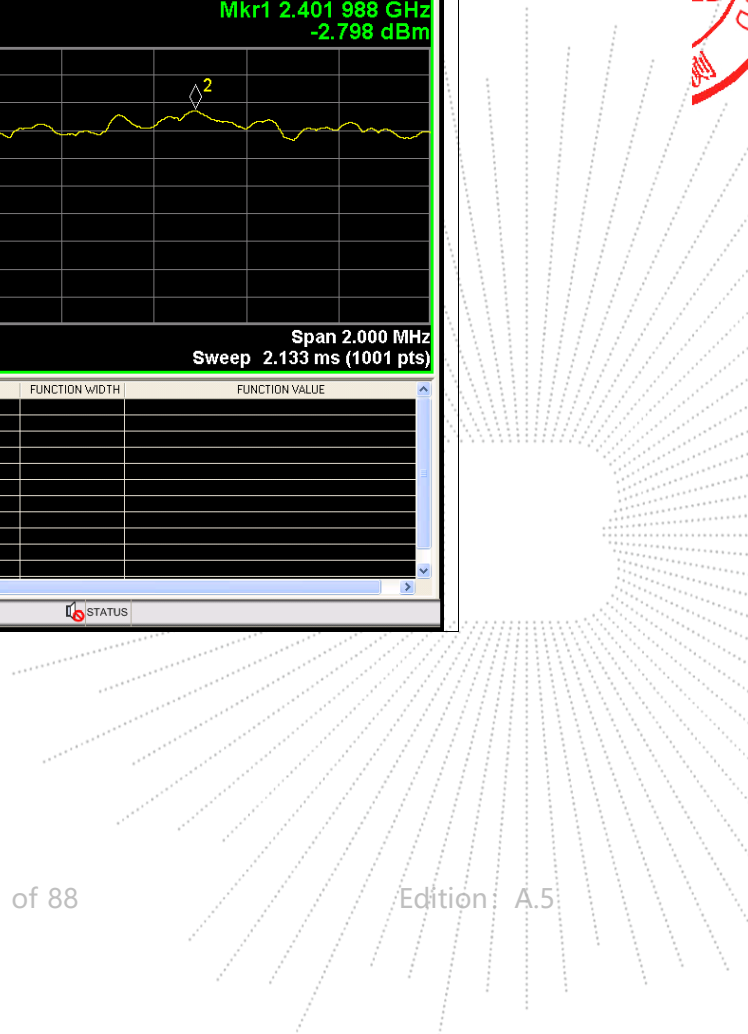 Mkr1 2.401 988 GHz
-2.798 dBm
2
Span 2.000 MHz
Sweep 2.133 ms (1001 pts)
FUNCTION WIDTH FUNCTION VALUE
STATUS
of 88 Edition A.5
测